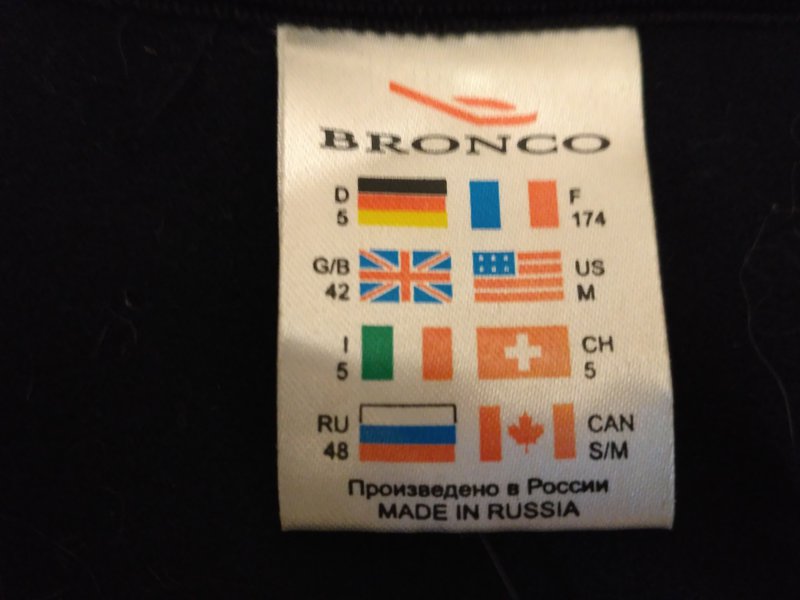 BRONCO
D F
5 174
G/B US
42 M
I CH
5 5
RU CAN
48 S/M
Произведено в России
MADE IN RUSSIA